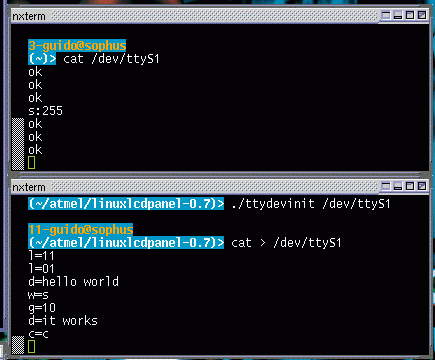 nxterm
3-guido@sophus
(~)> cat /dev/ttyS1
ok
ok
ok
s:255
ok
ok
ok
nxterm
(~/atmel/linuxlcdpanel-0.7)> ./ttydevinit /dev/ttyS1
11-guido@sophus
(~/atmel/linuxlcdpanel-0.7)> cat > /dev/ttyS1
l=11
l=01
d=hello world
w=s
g=10
d=it works
c=c